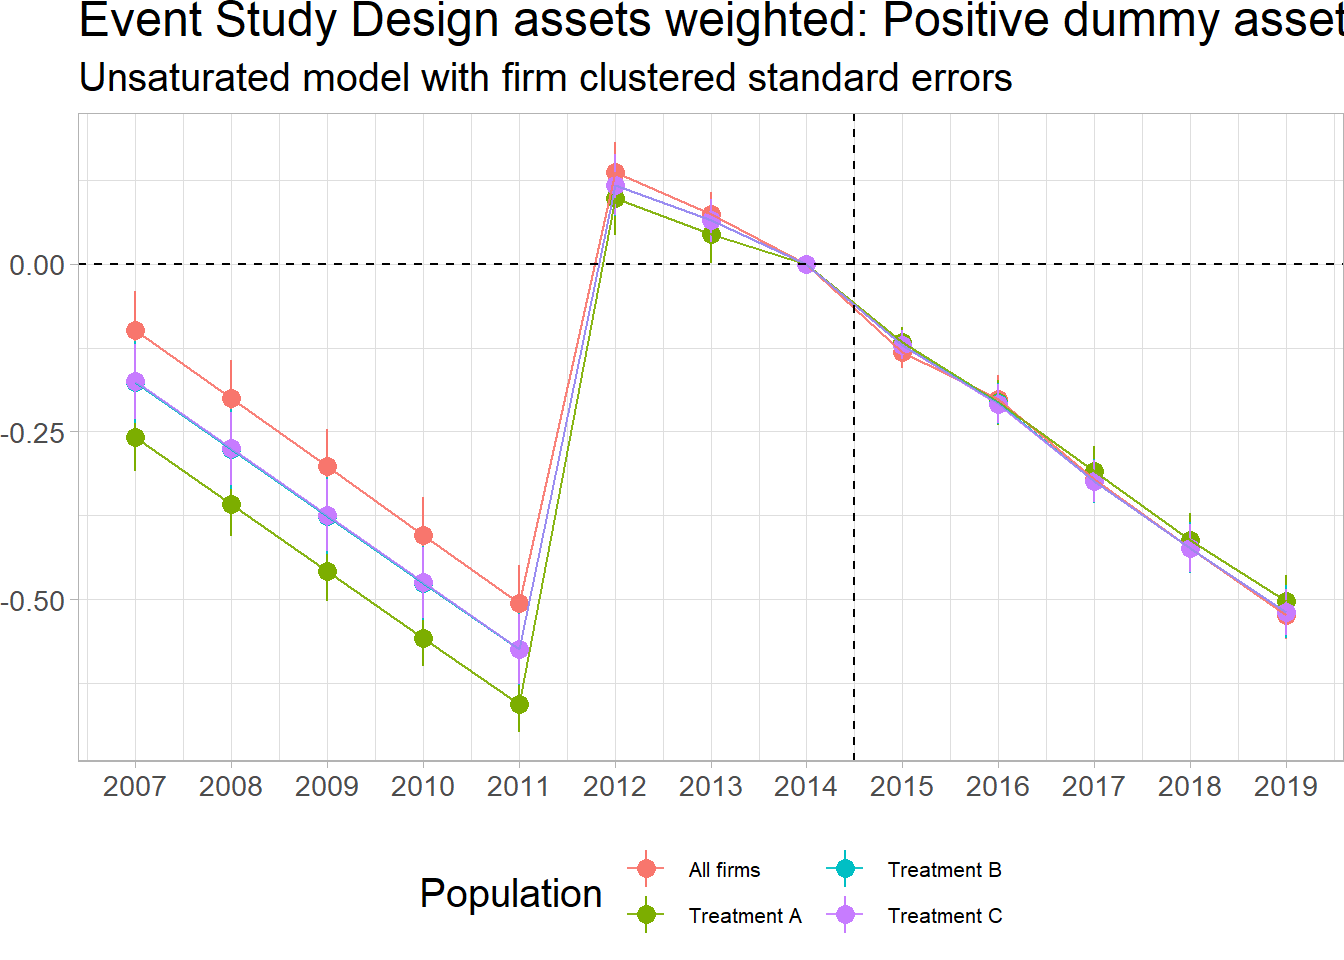 Event Study Design assets weighted: Positive dummy asset
Unsaturated model with firm clustered standard errors
0.00
-0.25
-0.50
2007 2008 2009 2010 2011 2012 2013 2014 2015 2016 2017 2018 2019
Population
All firms
Treatment A
Treatment B
Treatment C